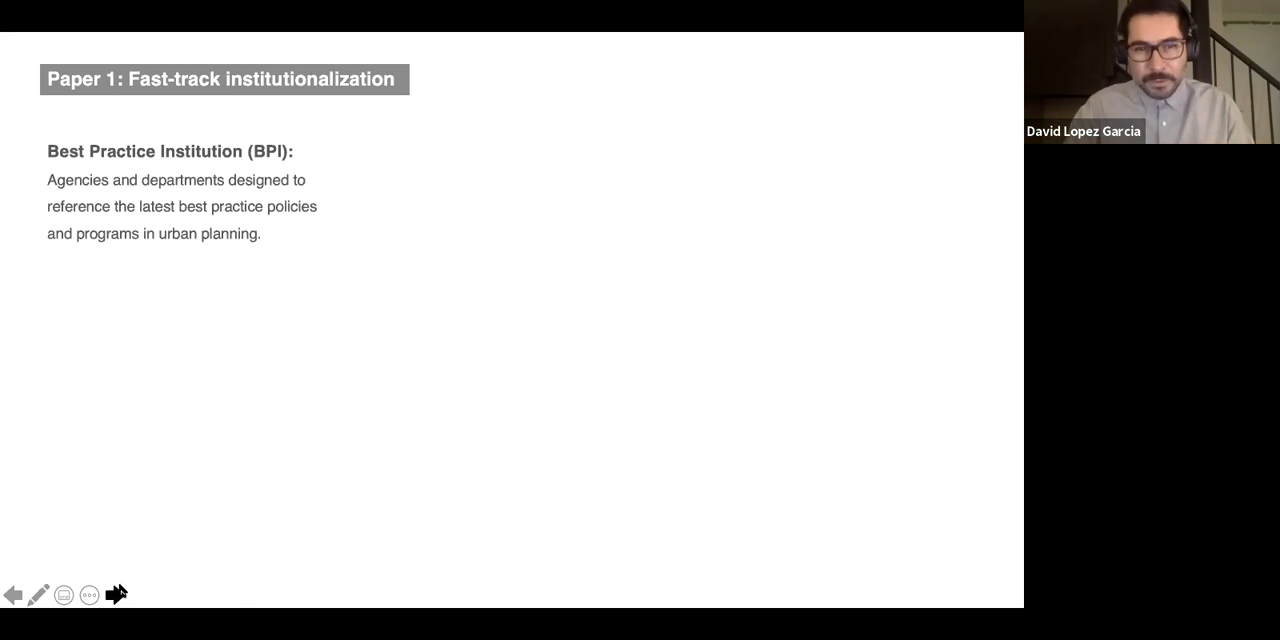 Paper 1: Fast-track institutionalization
Best Practice Institution (BPI):
Agencies and departments designed to
reference the latest best practice policies
and programs in urban planning.
David Lopez Garcia